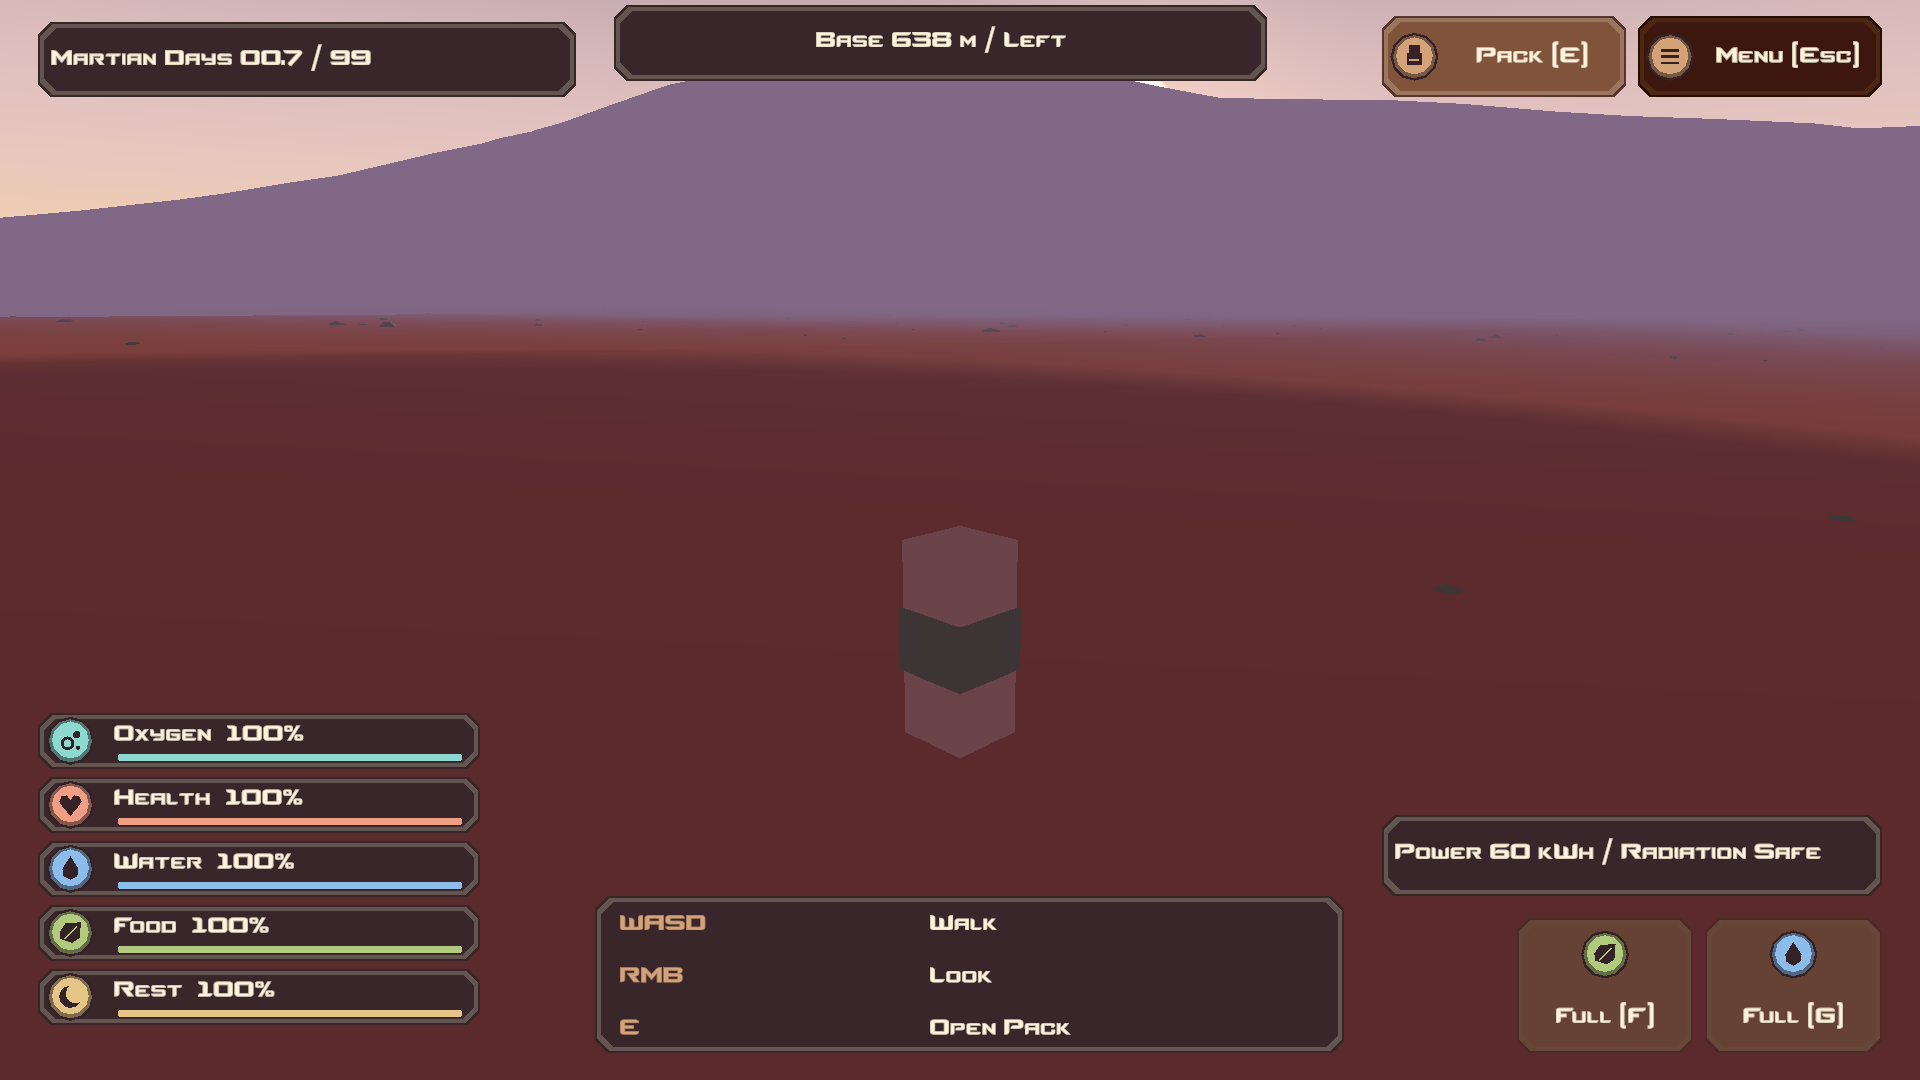 Martian Days 00.7 / 99
Base 638 m / Left
Pack [E]
Menu [Esc]
Oxygen 100%
Health 100%
Water 100%
Food 100%
Rest 100%
WASD Walk
RMB Look
E Open Pack
Power 60 kWh / Radiation Safe
Full [F]
Full [G]